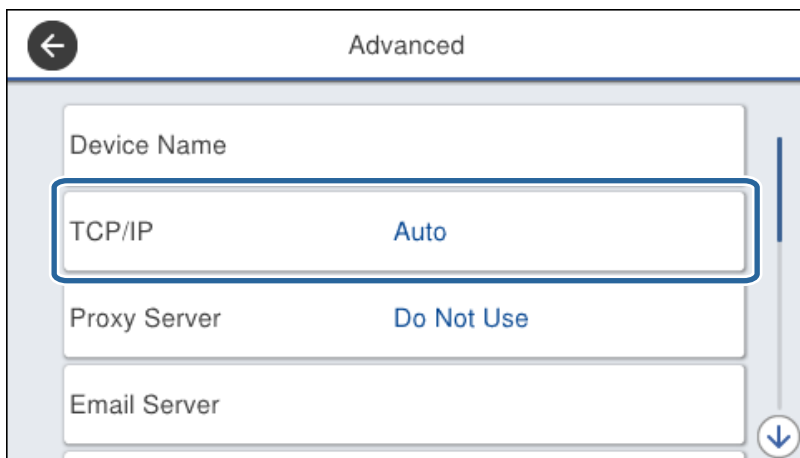 Advanced
Device Name
TCP/IP Auto
Proxy Server Do Not Use
Email Server